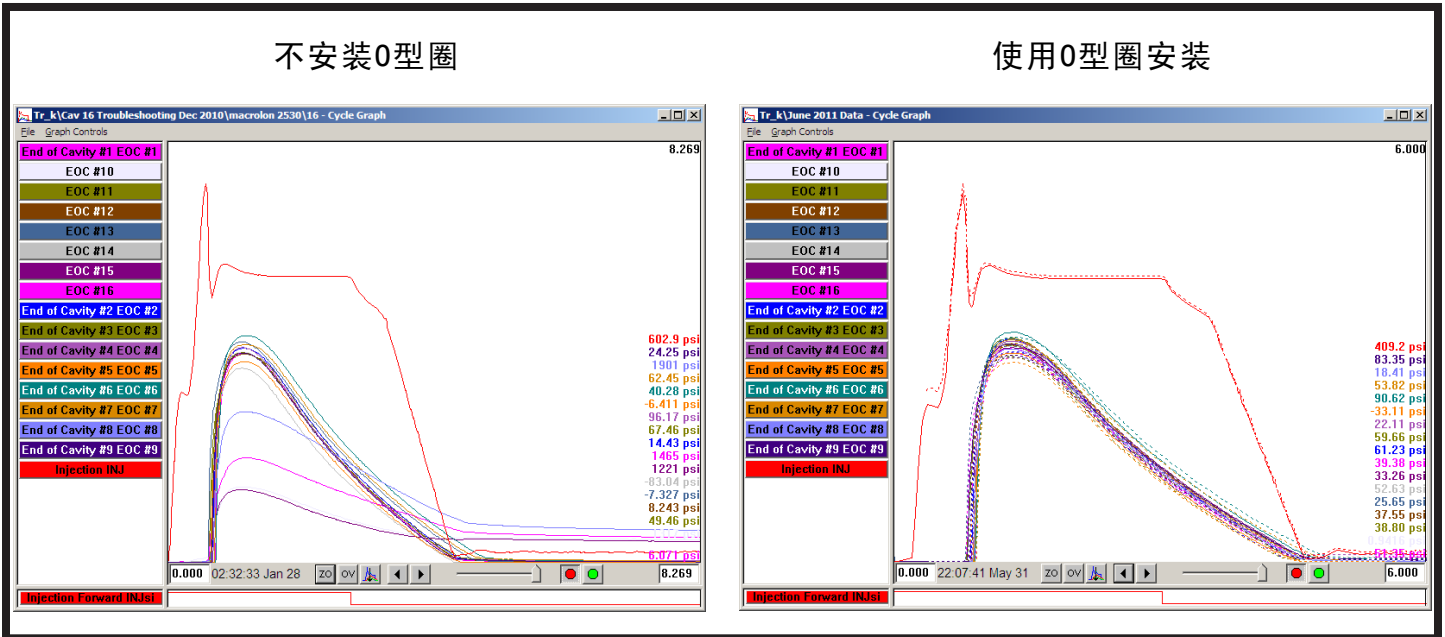 不安装0型圈
使用0型圈安装
Tr_k\Cav 16 Troubleshooting Dec 2010\macrolon 2530\16 - Cycle Graph
File Graph Controls
End of Cavity #1 EOC #1
EOC #10
EOC #11
EOC #12
EOC #13
EOC #14
EOC #15
EOC #16
End of Cavity #2 EOC #2
End of Cavity #3 EOC #3
End of Cavity #4 EOC #4
End of Cavity #5 EOC #5
End of Cavity #6 EOC #6
End of Cavity #7 EOC #7
End of Cavity #8 EOC #8
End of Cavity #9 EOC #9
Injection INJ
8.269
602.9 psi
24.25 psi
1901 psi
62.45 psi
40.28 psi
-6.411 psi
96.17 psi
67.46 psi
14.43 psi
1465 psi
1221 psi
-83.04 psi
-7.327 psi
8.243 psi
49.46 psi
6.071 psi
0.000 02:32:33 Jan 28 ZO OV 8.269
Injection Forward INJsi
Tr_k\June 2011 Data - Cycle Graph
File Graph Controls
End of Cavity #1 EOC #1
EOC #10
EOC #11
EOC #12
EOC #13
EOC #14
EOC #15
EOC #16
End of Cavity #2 EOC #2
End of Cavity #3 EOC #3
End of Cavity #4 EOC #4
End of Cavity #5 EOC #5
End of Cavity #6 EOC #6
End of Cavity #7 EOC #7
End of Cavity #8 EOC #8
End of Cavity #9 EOC #9
Injection INJ
6.000
409.2 psi
83.35 psi
18.41 psi
53.82 psi
90.62 psi
-33.11 psi
22.11 psi
59.66 psi
61.23 psi
39.38 psi
33.26 psi
52.63 psi
25.65 psi
37.55 psi
38.80 psi
0.9416 psi
51.35 psi
0.000 22:07:41 May 31 ZO OV 6.000
Injection Forward INJsi